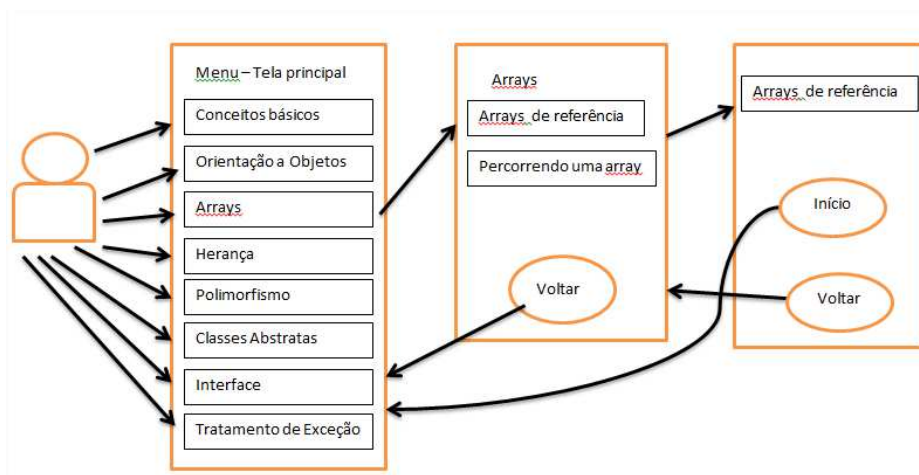 Menu – Tela principal
Conceitos básicos
Orientação a Objetos
Arrays
Herança
Polimorfismo
Classes Abstratas
Interface
Tratamento de Exceção
Arrays
Arrays de referência
Percorrendo uma array
Voltar
Arrays de referência
Início
Voltar